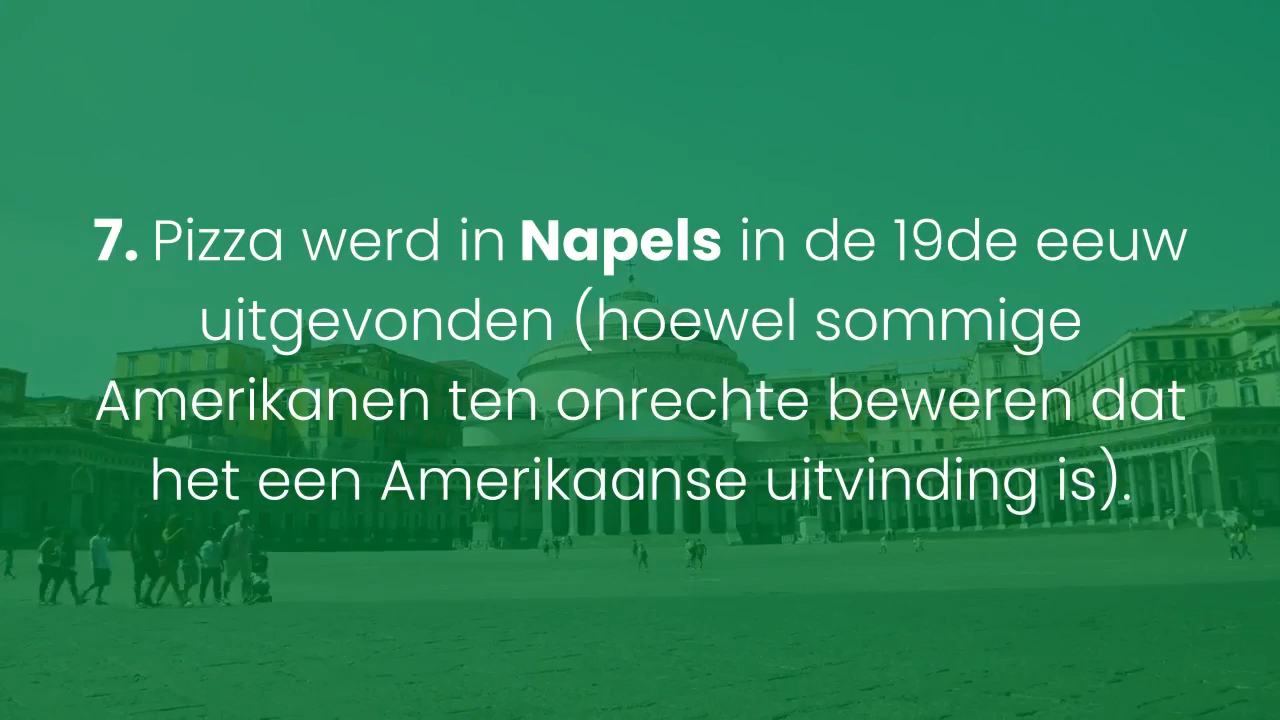 7. Pizza werd in Napels in de 19de eeuw
uitgevonden (hoewel sommige
Amerikanen ten onrechte beweren dat
het een Amerikaanse uitvinding is).